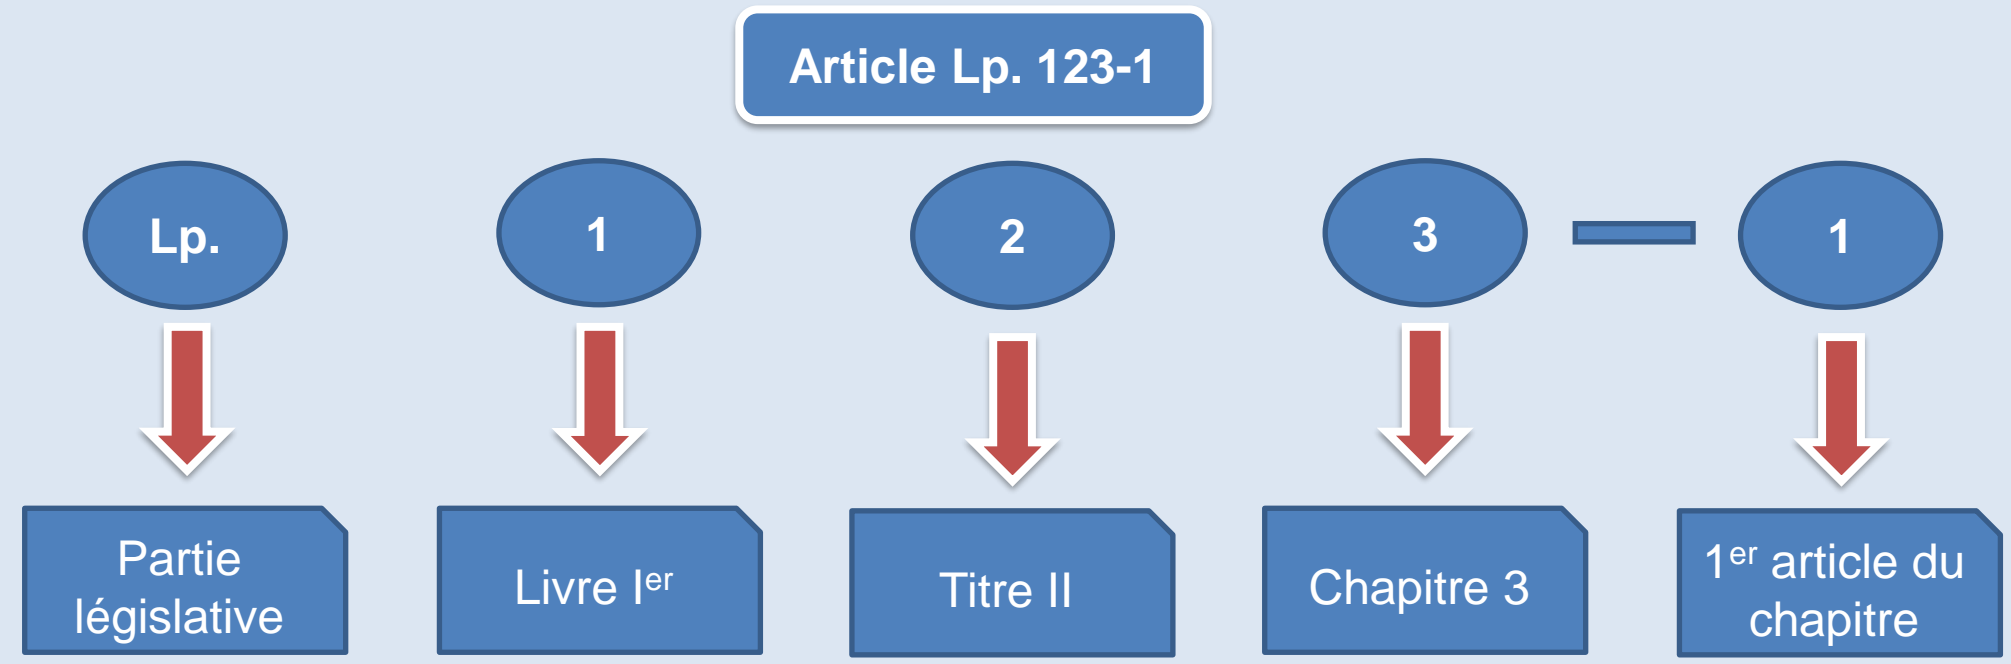 Article Lp. 123-1
Lp.
1
2
3
1
Partie
législative
Livre Ier
Titre II
Chapitre 3
1er article du
chapitre